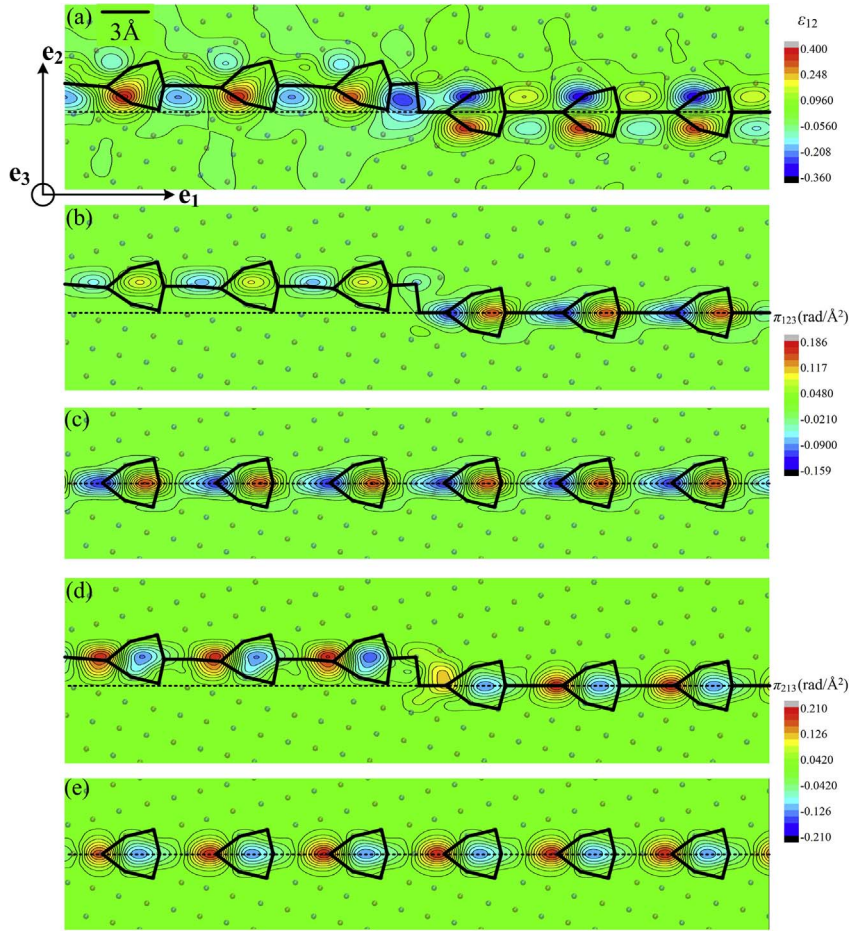 (a)
3Å
e2
e3
e1
ε12
0.400
0.248
0.0960
-0.0560
-0.208
-0.360
(b)
π123(rad/Å²)
0.186
0.117
0.0480
-0.0210
-0.0900
-0.159
(c)
(d)
π213(rad/Å²)
0.210
0.126
0.0420
-0.0420
-0.126
-0.210
(e)